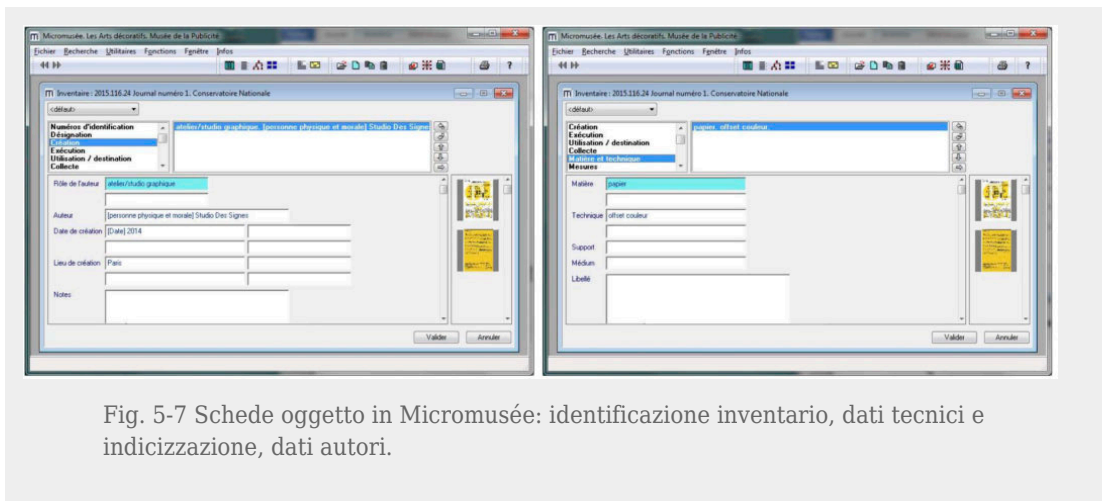 Micromusée. Les Arts décoratifs. Musée de la Publicité
Fichier Recherche Utilitaires Fonctions Fenêtre Infos
Inventaire : 2015.116.24 Journal numéro 1. Conservatoire Nationale
<défaut>
Numéros d'identification
Désignation
Création
Exécution
Utilisation / destination
Collecte
atelier/studio graphique. [personne physique et morale] Studio Des Signes
Rôle de l'auteur atelier/studio graphique
Auteur [personne physique et morale] Studio Des Signes
Date de création [Date] 2014
Lieu de création Paris
Notes
Valider Annuler
Micromusée. Les Arts décoratifs. Musée de la Publicité
Fichier Recherche Utilitaires Fonctions Fenêtre Infos
Inventaire : 2015.116.24 Journal numéro 1. Conservatoire Nationale
<défaut>
Création
Exécution
Utilisation / destination
Collecte
Matière et technique
Mesures
papier. offset couleur.
Matière papier
Technique offset couleur
Support
Médium
Libellé
Valider Annuler
Fig. 5-7 Schede oggetto in Micromusée: identificazione inventario, dati tecnici e
indicizzazione, dati autori.